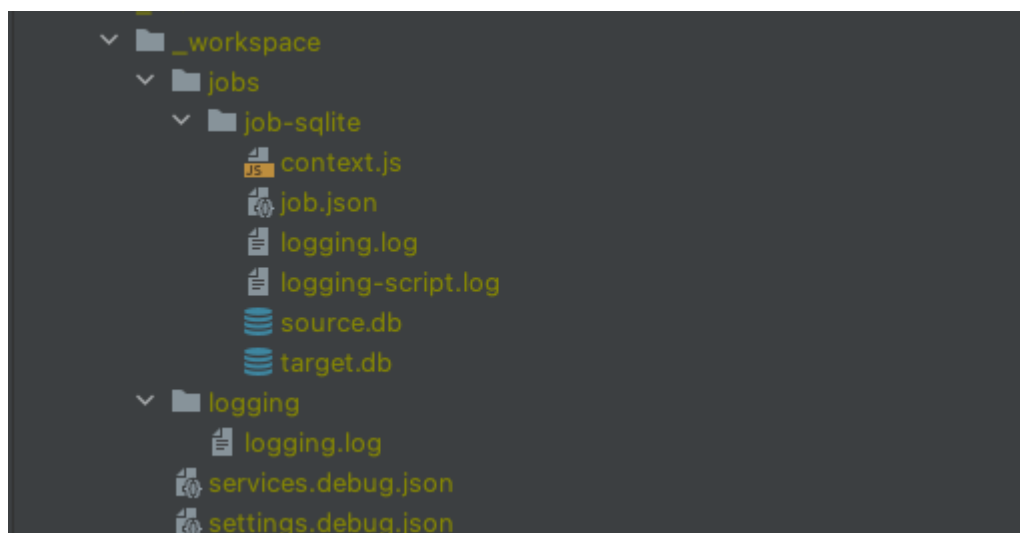 _workspace
jobs
job-sqlite
JS context.js
job.json
logging.log
logging-script.log
source.db
target.db
logging
logging.log
services.debug.json
settings.debug.json